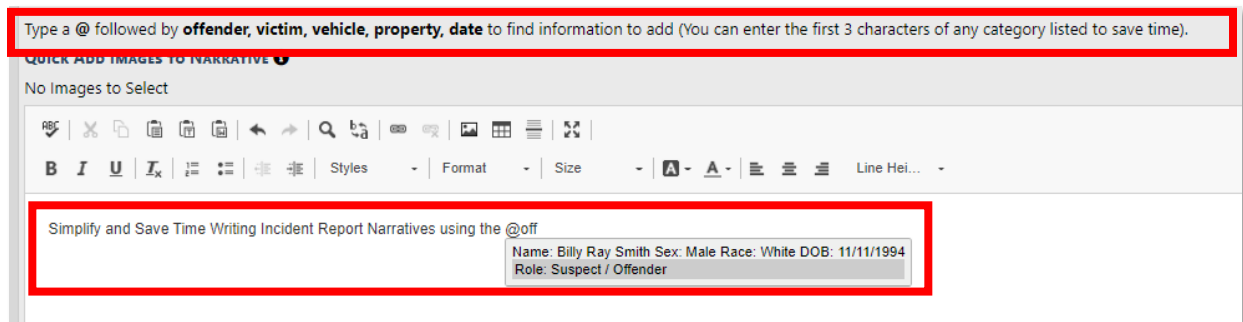 Type a @ followed by offender, victim, vehicle, property, date to find information to add (You can enter the first 3 characters of any category listed to save time).
QUICK ADD IMAGES TO NARRATIVE
No Images to Select
ABC
B I U Tx Styles Format Size A A Line Hei...
Simplify and Save Time Writing Incident Report Narratives using the @off
Name: Billy Ray Smith Sex: Male Race: White DOB: 11/11/1994
Role: Suspect / Offender